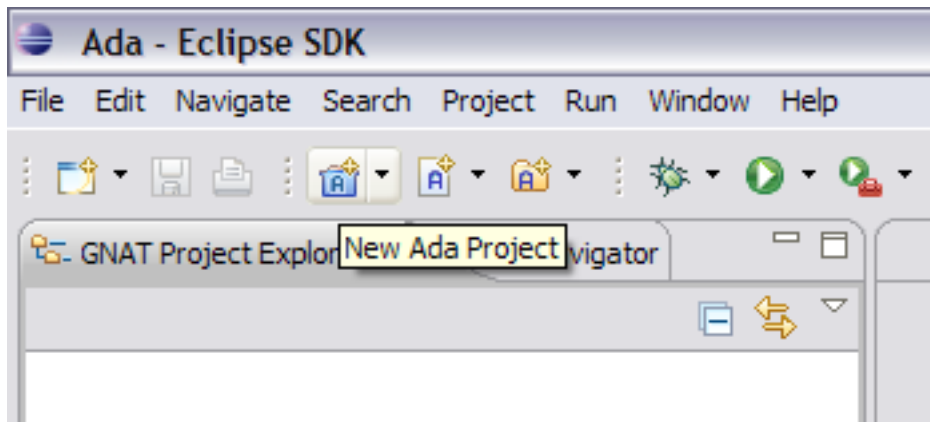 Ada - Eclipse SDK
File Edit Navigate Search Project Run Window Help
A A A
GNAT Project Explor New Ada Project vigator